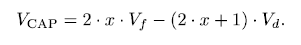 V_CAP = 2 · x · V_f − (2 · x + 1) · V_d.